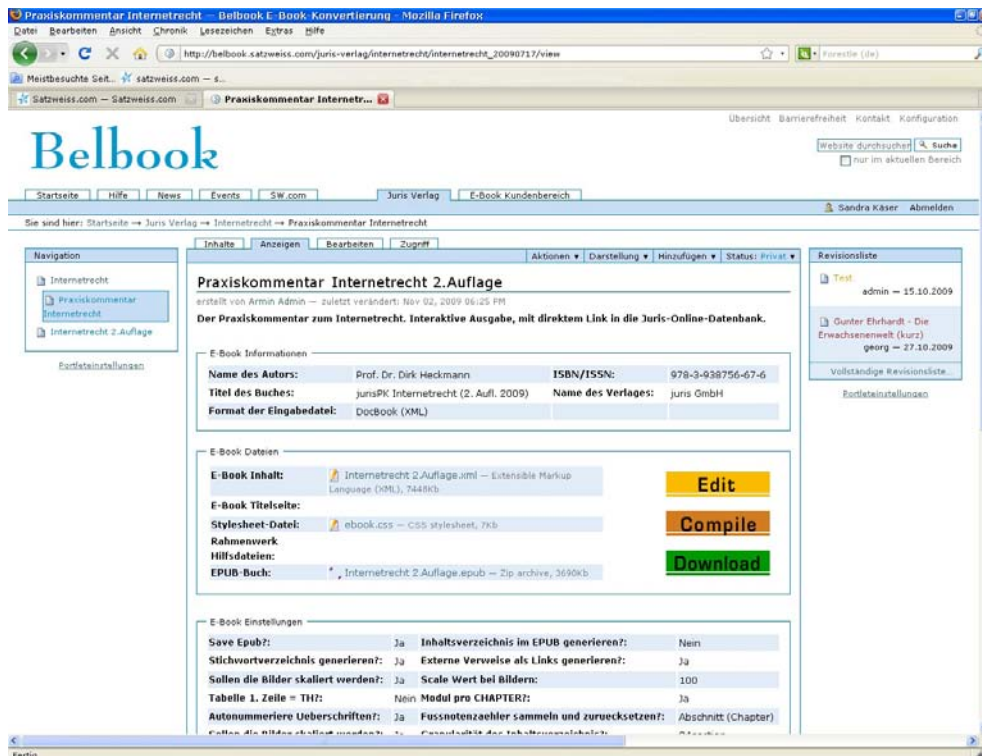 Praxiskommentar Internetrecht — Belbook E-Book-Konvertierung - Mozilla Firefox
Datei Bearbeiten Ansicht Chronik Lesezeichen Extras Hilfe
http://belbook.satzweiss.com/juris-verlag/internetrecht/internetrecht_20090717/view
Forestle (de)
Meistbesuchte Seit... satzweiss.com — s...
Satzweiss.com — Satzweiss.com Praxiskommentar Internetr...
Übersicht Barrierefreiheit Kontakt Konfiguration
Belbook
Website durchsuchen Suche
nur im aktuellen Bereich
Startseite Hilfe News Events SW.com Juris Verlag E-Book Kundenbereich
Sandra Käser Abmelden
Sie sind hier: Startseite → Juris Verlag → Internetrecht → Praxiskommentar Internetrecht
Navigation
Internetrecht
Praxiskommentar
Internetrecht
Internetrecht 2.Auflage
Portleteinstellungen
Inhalte Anzeigen Bearbeiten Zugriff
Aktionen Darstellung Hinzufügen Status: Privat
Praxiskommentar Internetrecht 2.Auflage
erstellt von Armin Admin — zuletzt verändert: Nov 02, 2009 06:25 PM
Der Praxiskommentar zum Internetrecht. Interaktive Ausgabe, mit direktem Link in die Juris-Online-Datenbank.
E-Book Informationen
Name des Autors: Prof. Dr. Dirk Heckmann ISBN/ISSN: 978-3-938756-67-6
Titel des Buches: jurisPK Internetrecht (2. Aufl. 2009) Name des Verlages: juris GmbH
Format der Eingabedatei: DocBook (XML)
E-Book Dateien
E-Book Inhalt: Internetrecht 2.Auflage.xml — Extensible Markup
Language (XML), 7448Kb
E-Book Titelseite:
Stylesheet-Datei: ebook.css — CSS stylesheet, 7Kb
Rahmenwerk
Hilfsdateien:
EPUB-Buch: Internetrecht 2.Auflage.epub — Zip archive, 3690Kb
Edit
Compile
Download
E-Book Einstellungen
Save Epub?: Ja Inhaltsverzeichnis im EPUB generieren?: Nein
Stichwortverzeichnis generieren?: Ja Externe Verweise als Links generieren?: Ja
Sollen die Bilder skaliert werden?: Ja Scale Wert bei Bildern: 100
Tabelle 1. Zeile = TH?: Nein Modul pro CHAPTER?: Ja
Autonummeriere Ueberschriften?: Ja Fussnotenzaehler sammeln und zuruecksetzen?: Abschnitt (Chapter)
Revisionsliste
Test
admin — 15.10.2009
Gunter Ehrhardt - Die
Erwachsenenwelt (kurz)
georg — 27.10.2009
Vollständige Revisionsliste...
Portleteinstellungen
Fertig